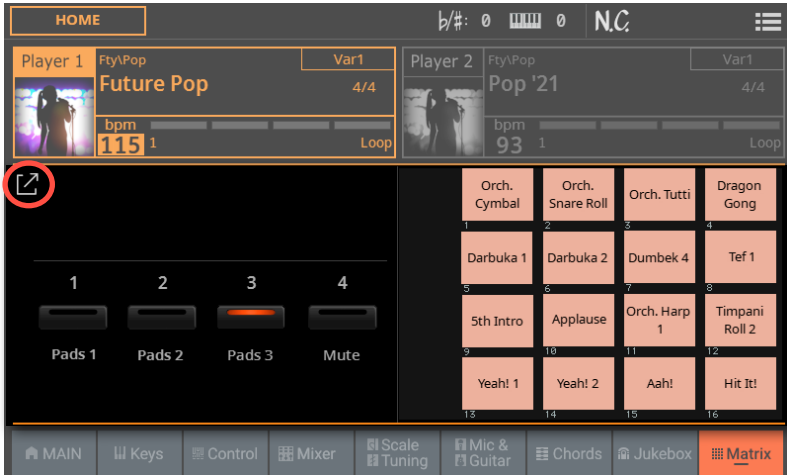 HOME
b/#: 0
0
N.C.
Player 1
Fty\Pop
Var1
Future Pop
4/4
bpm
115
1
Loop
Player 2
Fty\Pop
Var1
Pop '21
4/4
bpm
93
1
Loop
1
2
3
4
Pads 1
Pads 2
Pads 3
Mute
Orch.
Cymbal
1
Orch.
Snare Roll
2
Orch. Tutti
3
Dragon
Gong
4
Darbuka 1
5
Darbuka 2
6
Dumbek 4
7
Tef 1
8
5th Intro
9
Applause
10
Orch. Harp
1
11
Timpani
Roll 2
12
Yeah! 1
13
Yeah! 2
14
Aah!
15
Hit It!
16
MAIN
Keys
Control
Mixer
Scale
Tuning
Mic &
Guitar
Chords
Jukebox
Matrix